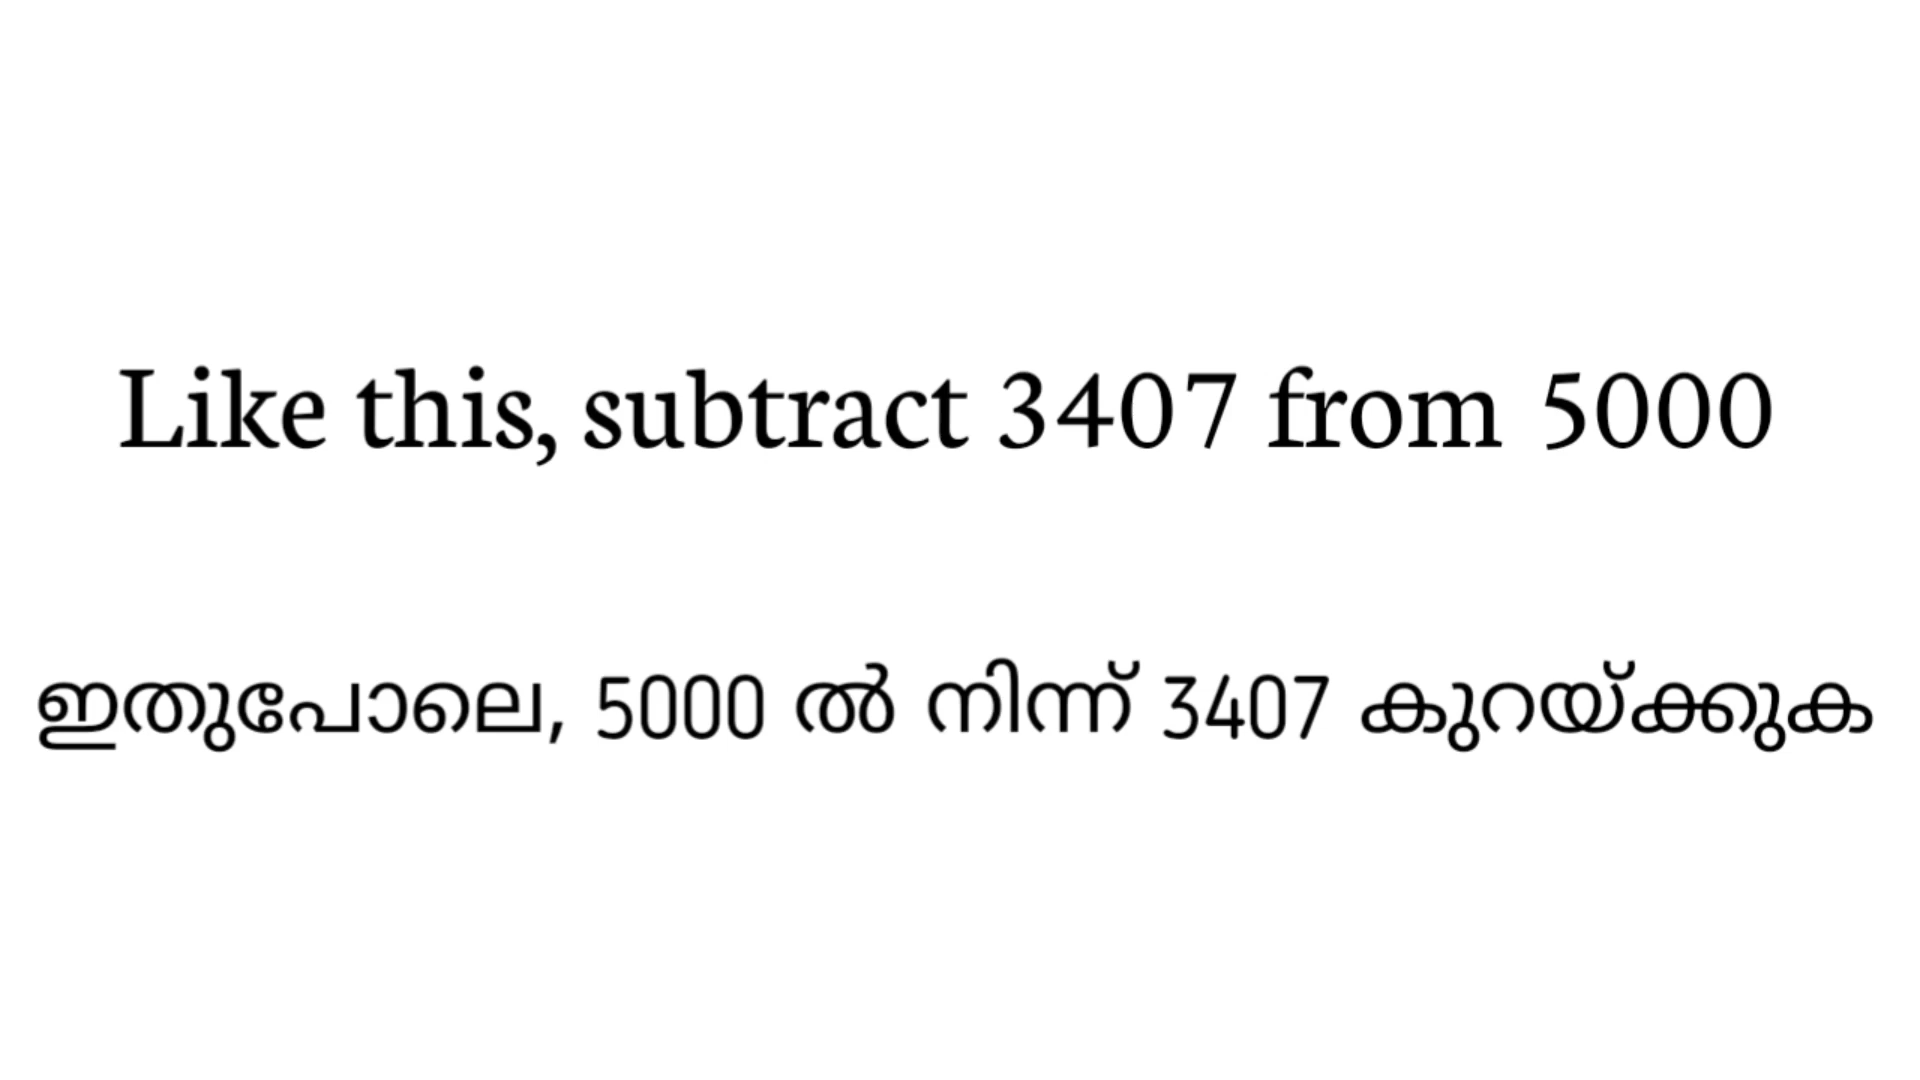 Like this, subtract 3407 from 5000
ഇതുപോലെ, 5000 ൽ നിന്ന് 3407 കുറയ്ക്കുക